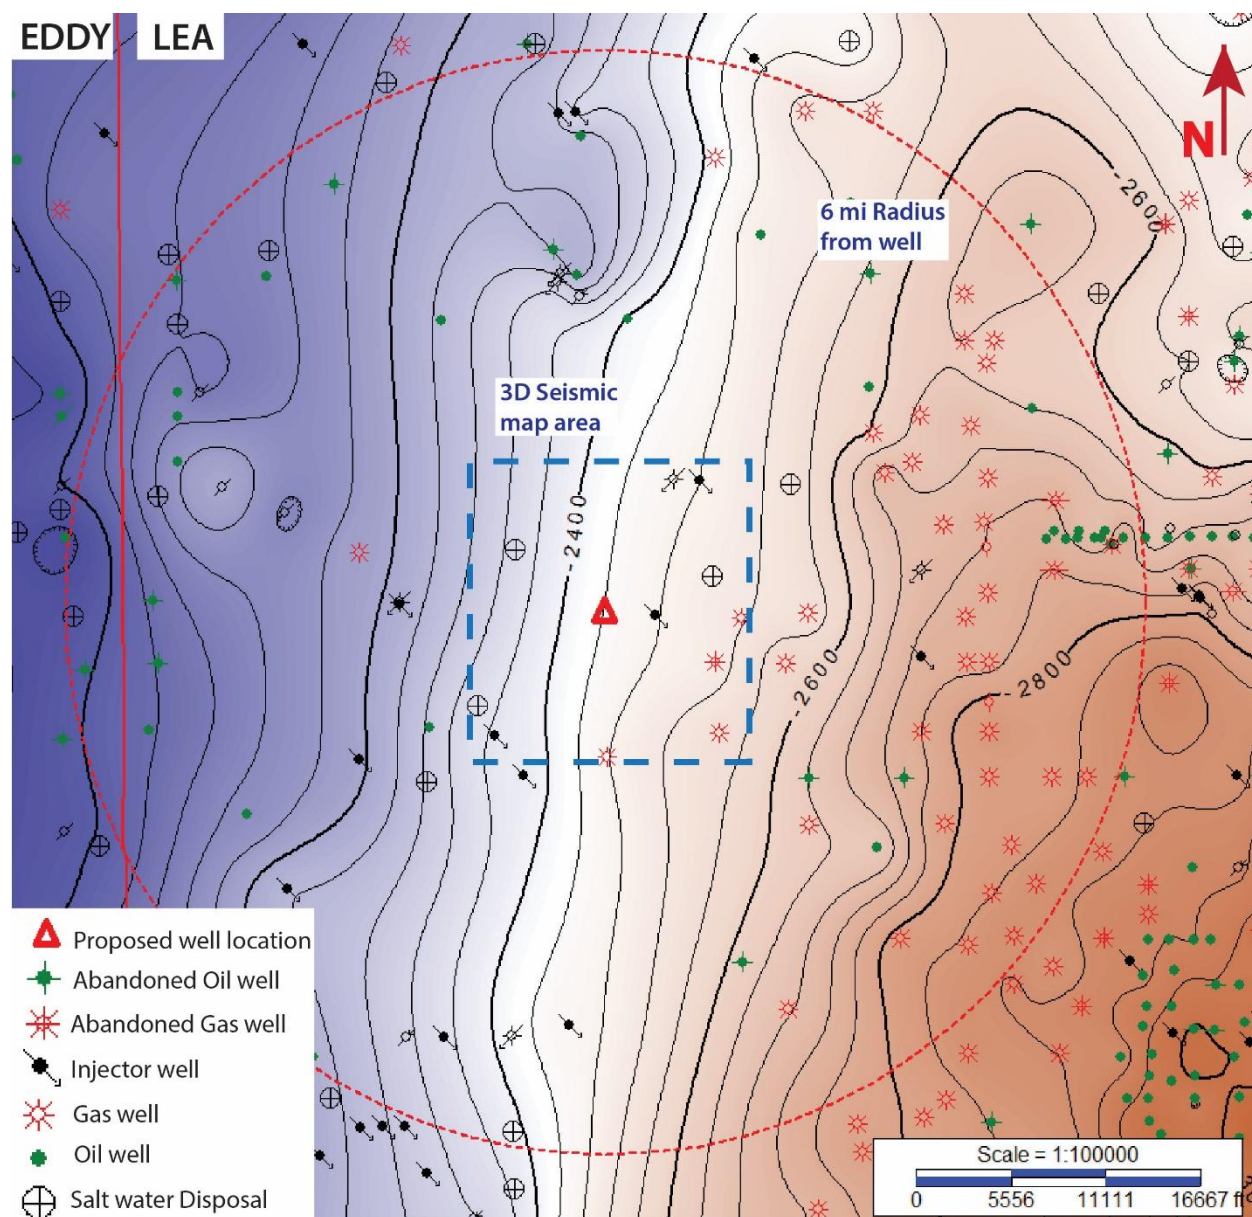 EDDY LEA
N
-2600
6 mi Radius
from well
3D Seismic
map area
-2400
-2600
-2800
Proposed well location
Abandoned Oil well
Abandoned Gas well
Injector well
Gas well
Oil well
Salt water Disposal
Scale = 1:100000
0 5556 11111 16667 ft